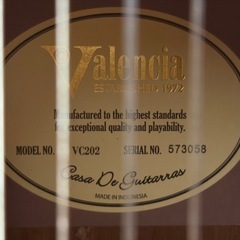 Valencia
ESTABLISHED 1972
Manufactured to the highest standards
for exceptional quality and playability.
MODEL NO. VC202 SERIAL NO. 573058
Casa De Guitarras
MADE IN INDONESIA